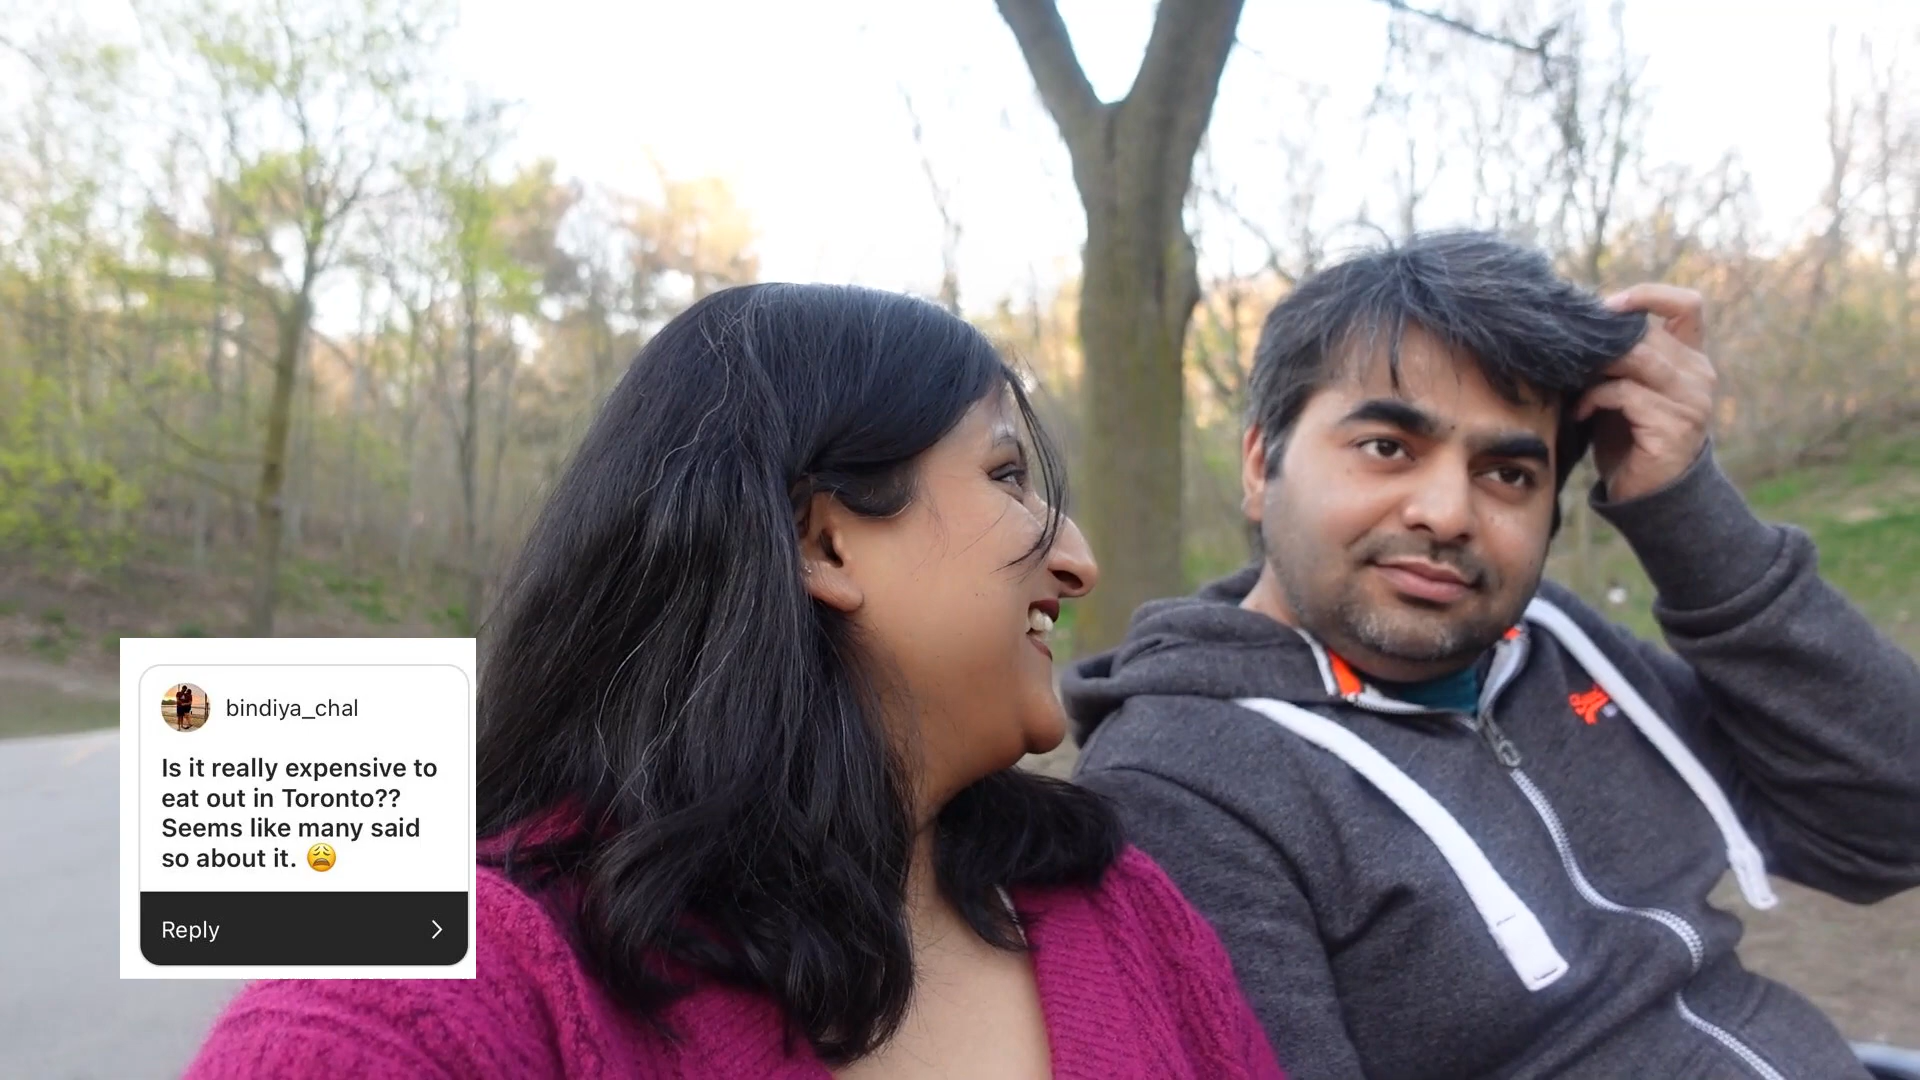 bindiya_chal
Is it really expensive to
eat out in Toronto??
Seems like many said
so about it. 😩
Reply